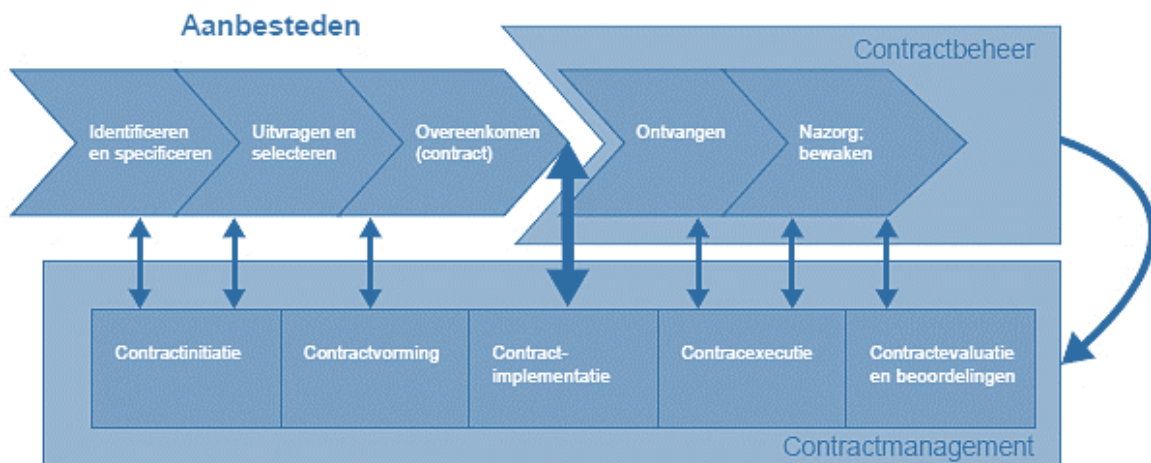 Aanbesteden
Contractbeheer
Identificeren
en specificeren
Uitvragen en
selecteren
Overeenkomen
(contract)
Ontvangen
Nazorg;
bewaken
Contractinitiatie
Contractvorming
Contract-
implementatie
Contracexecutie
Contractevaluatie
en beoordelingen
Contractmanagement